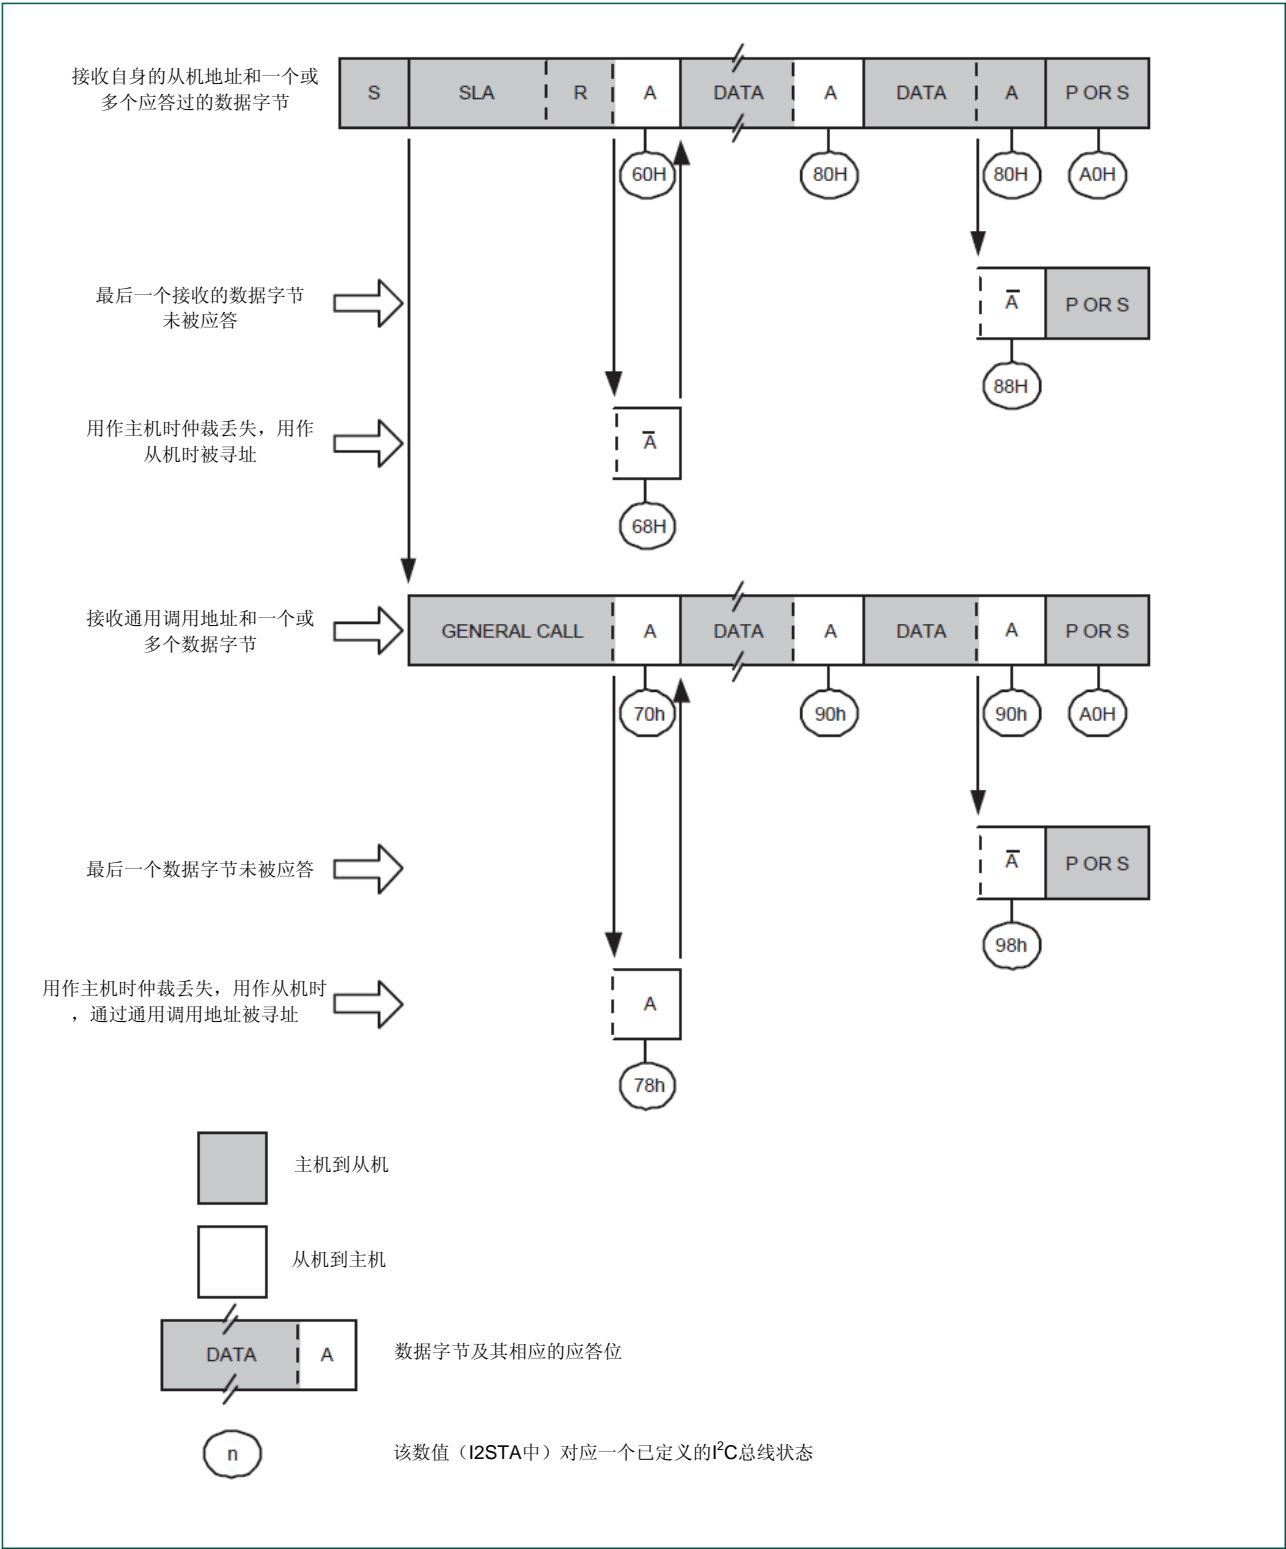 接收自身的从机地址和一个或
多个应答过的数据字节
S SLA R A DATA A DATA A P OR S
60H 80H 80H A0H
最后一个接收的数据字节
未被应答
A̅ P OR S
88H
用作主机时仲裁丢失，用作
从机时被寻址
A̅
68H
接收通用调用地址和一个或
多个数据字节
GENERAL CALL A DATA A DATA A P OR S
70h 90h 90h A0H
最后一个数据字节未被应答
A̅ P OR S
98h
用作主机时仲裁丢失，用作从机时
，通过通用调用地址被寻址
A
78h
主机到从机
从机到主机
DATA A 数据字节及其相应的应答位
n 该数值（I2STA中）对应一个已定义的I²C总线状态